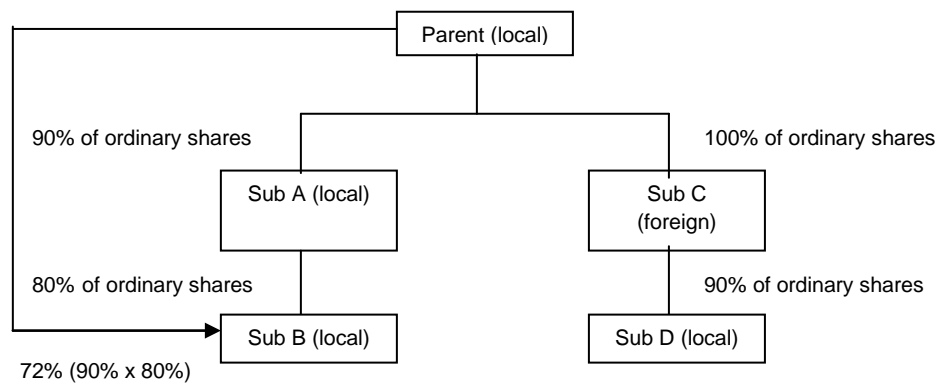 Parent (local)
90% of ordinary shares
100% of ordinary shares
Sub A (local)
Sub C
(foreign)
80% of ordinary shares
90% of ordinary shares
Sub B (local)
Sub D (local)
72% (90% x 80%)